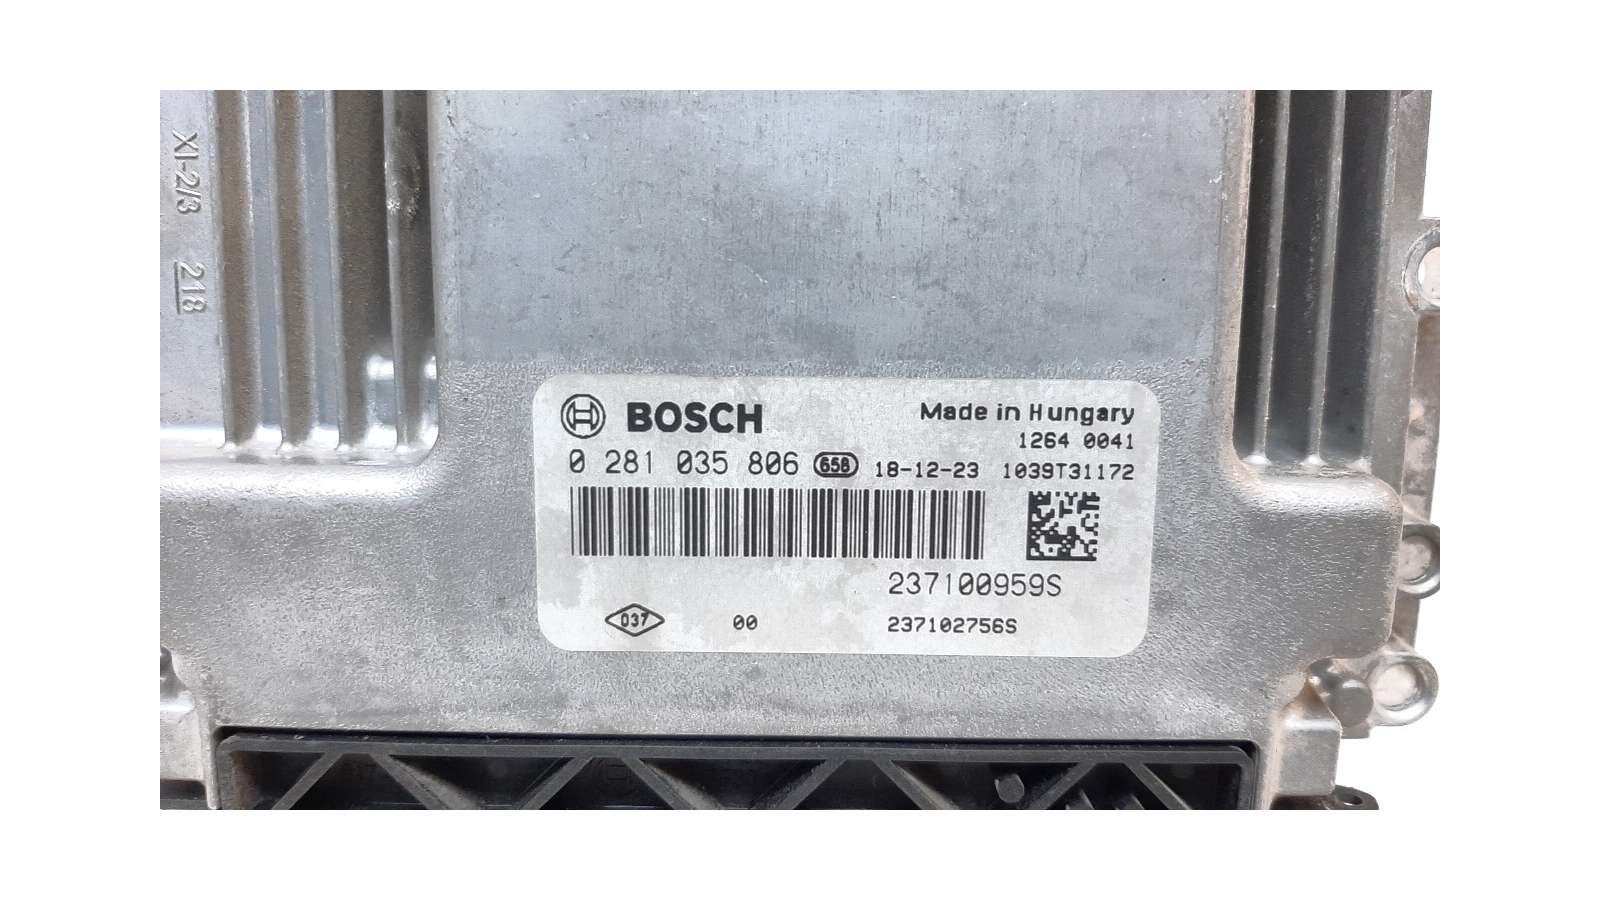 XI-2/3 218
BOSCH Made in Hungary
1264 0041
0 281 035 806 658 18-12-23 1039T31172
237100959S
037 00 237102756S